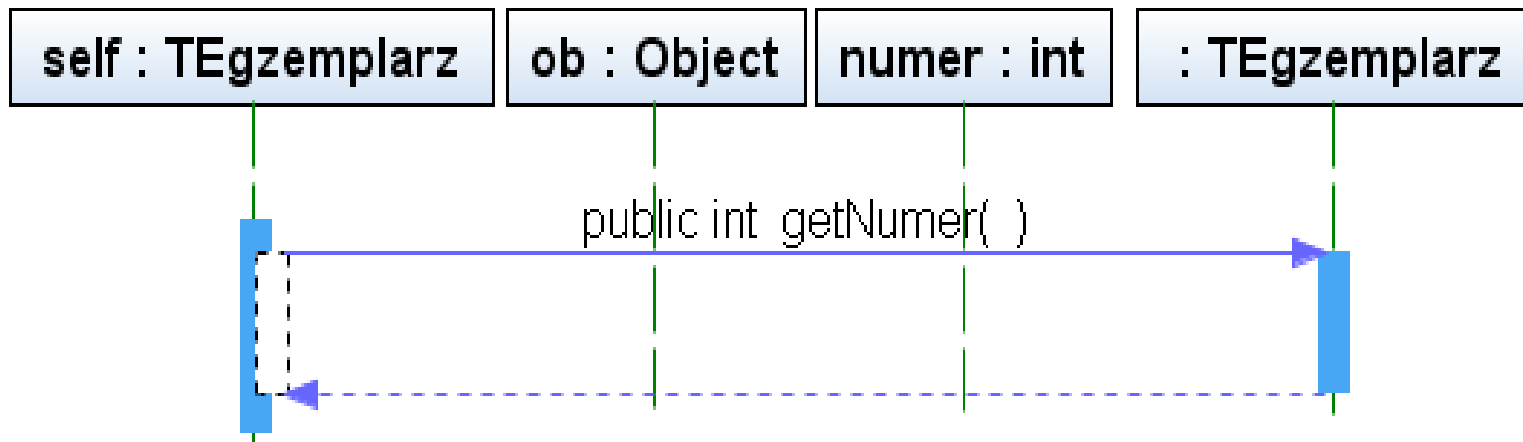 self : TEgzemplarz
ob : Object
numer : int
: TEgzemplarz
public int getNumer( )